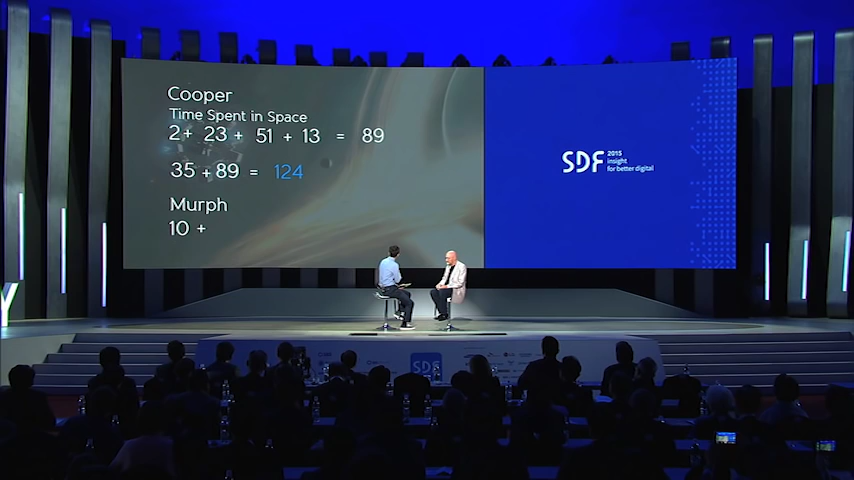 Cooper
Time Spent in Space
2+ 23 + 51 + 13 = 89
35 + 89 = 124
Murph
10 +
SDF 2015
insight
for better digital
Y
SDF